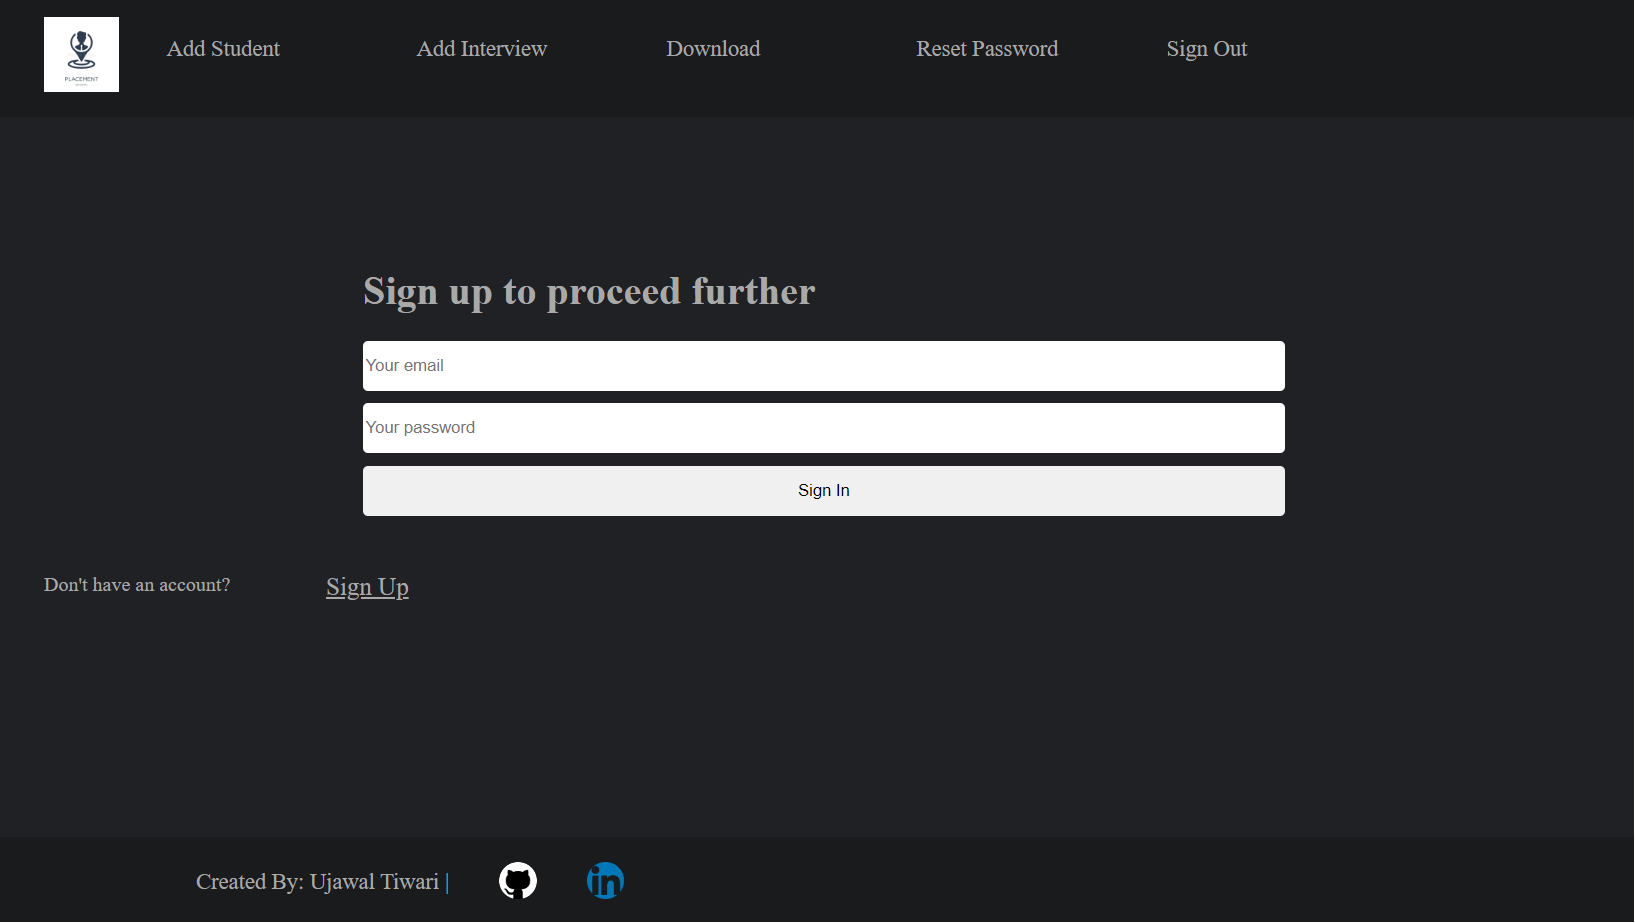 PLACEMENT
Add Student Add Interview Download Reset Password Sign Out
Sign up to proceed further
Your email
Your password
Sign In
Don't have an account? Sign Up
Created By: Ujawal Tiwari |
in